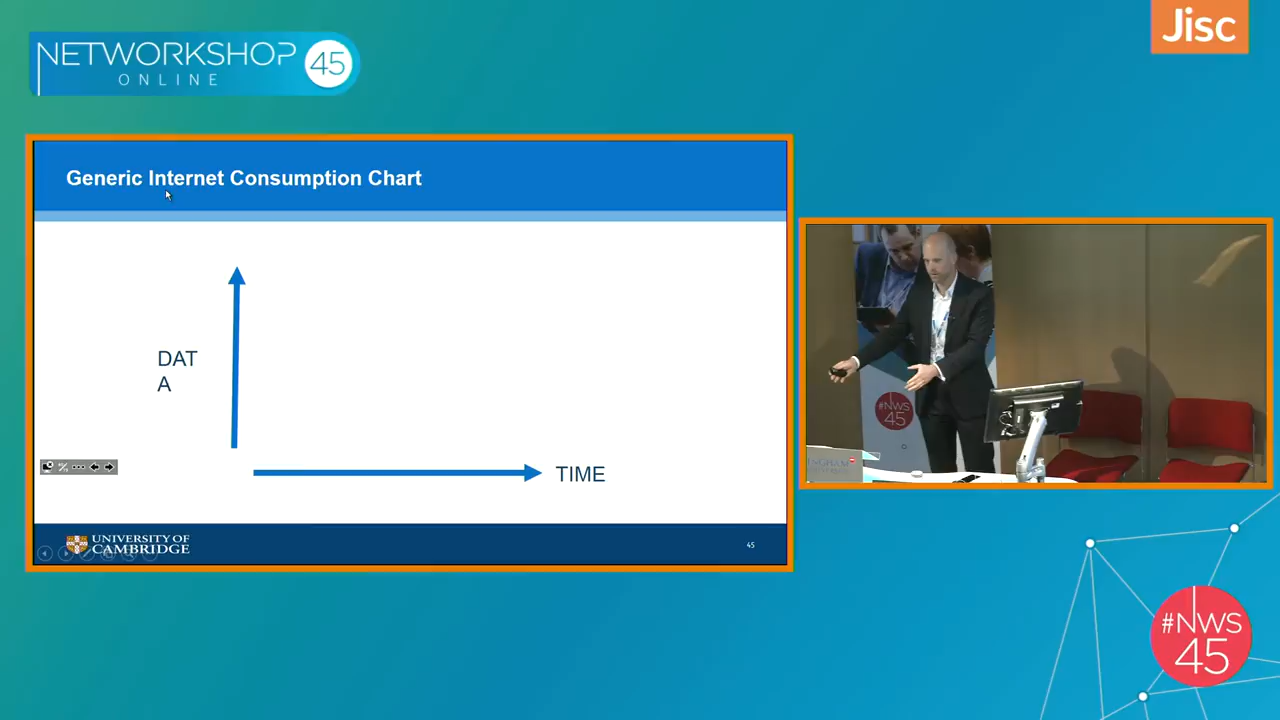 NETWORKSHOP
ONLINE
45
Jisc
Generic Internet Consumption Chart
DAT
A
TIME
UNIVERSITY OF
CAMBRIDGE
45
#NWS
45
#NWS
45